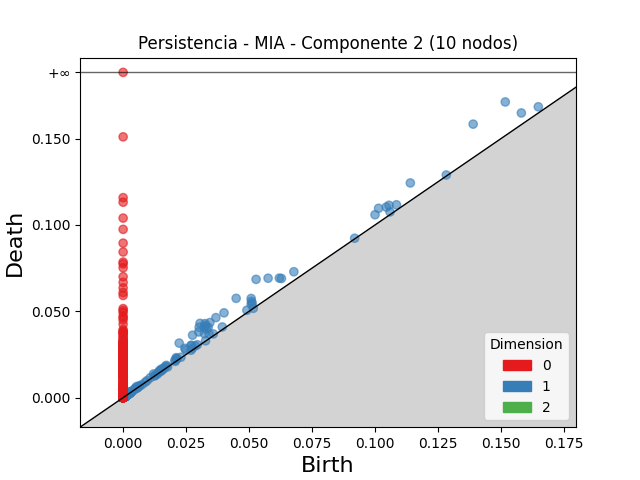 Persistencia - MIA - Componente 2 (10 nodos)
+∞
0.150
0.100
0.050
0.000
Death
Dimension
0
1
2
0.000 0.025 0.050 0.075 0.100 0.125 0.150 0.175
Birth